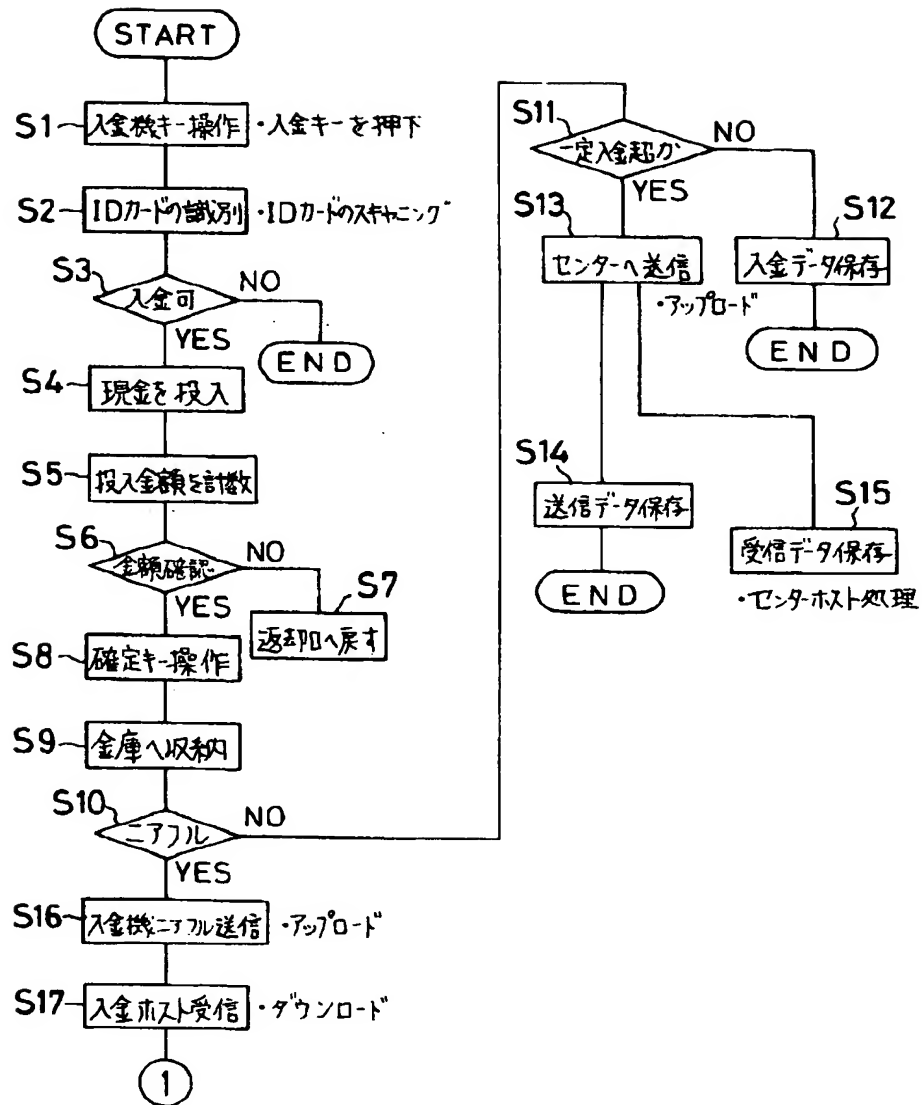 START
S1 入金機キー操作 ・入金キーを押下
S2 IDカードの識別 ・IDカードのスキャニング
S3 入金可 NO
YES
END
S4 現金を投入
S5 投入金額を計数
S6 金額確認 NO
YES
S7 返却口へ戻す
S8 確定キー操作
S9 金庫へ収納
S10 ニアフル NO
YES
S16 入金機ニアフル送信 ・アップロード
S17 入金ホスト受信 ・ダウンロード
1
S11 一定入金超か NO
YES
S12 入金データ保存
END
S13 センターへ送信
・アップロード
S14 送信データ保存
END
S15 受信データ保存
・センターホスト処理